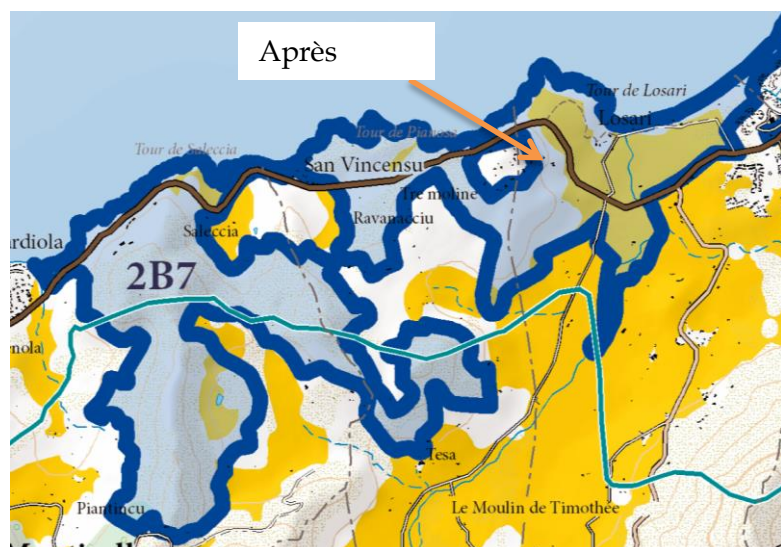 Après
Tour de Losari
Losari
Tour de Pianosa
Tour de Saleccia
San Vincensu
Tre moline
Ravanacciu
Saleccia
ardiola
2B7
enola
Tesa
Piantincu
Le Moulin de Timothée